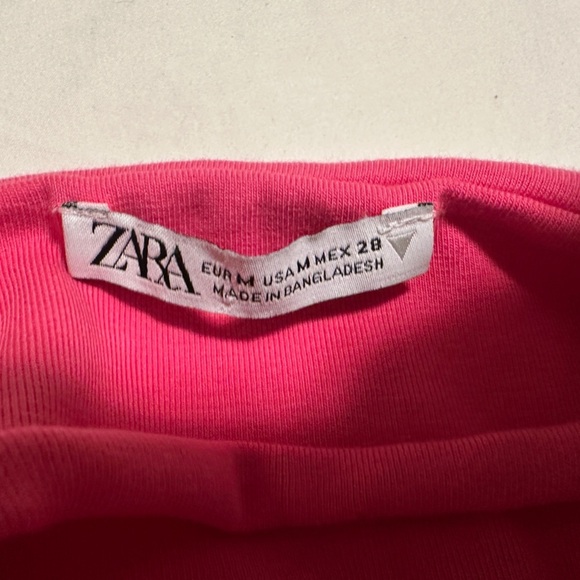 ZARA
EUR M USA M MEX 28
MADE IN BANGLADESH